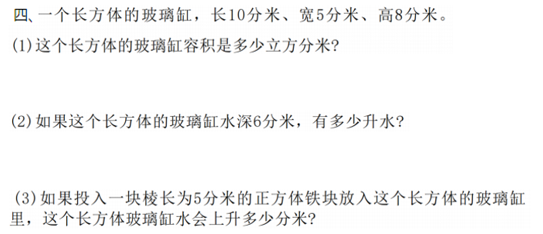 四、一个长方体的玻璃缸，长10分米、宽5分米、高8分米。
(1)这个长方体的玻璃缸容积是多少立方分米?
(2)如果这个长方体的玻璃缸水深6分米，有多少升水?
(3)如果投入一块棱长为5分米的正方体铁块放入这个长方体的玻璃缸
里，这个长方体玻璃缸水会上升多少分米?